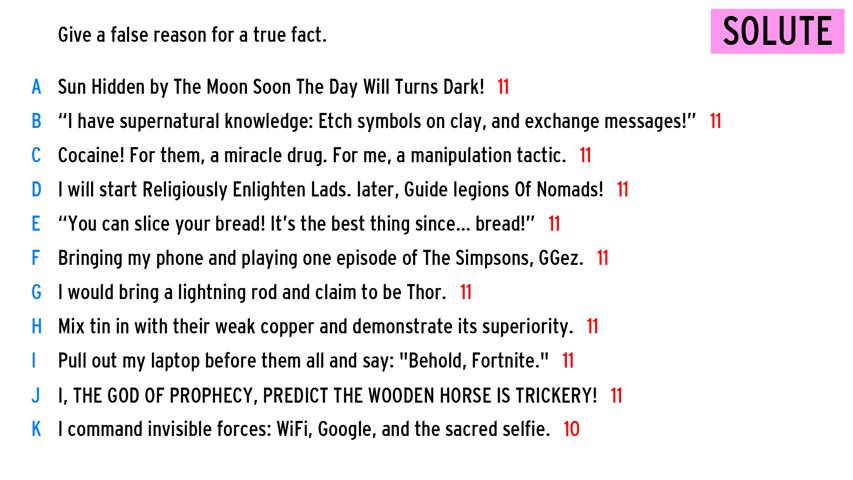 Give a false reason for a true fact.
SOLUTE
A Sun Hidden by The Moon Soon The Day Will Turns Dark! 11
B “I have supernatural knowledge: Etch symbols on clay, and exchange messages!” 11
C Cocaine! For them, a miracle drug. For me, a manipulation tactic. 11
D I will start Religiously Enlighten Lads. later, Guide legions Of Nomads! 11
E “You can slice your bread! It’s the best thing since... bread!” 11
F Bringing my phone and playing one episode of The Simpsons, GGez. 11
G I would bring a lightning rod and claim to be Thor. 11
H Mix tin in with their weak copper and demonstrate its superiority. 11
I Pull out my laptop before them all and say: "Behold, Fortnite." 11
J I, THE GOD OF PROPHECY, PREDICT THE WOODEN HORSE IS TRICKERY! 11
K I command invisible forces: WiFi, Google, and the sacred selfie. 10